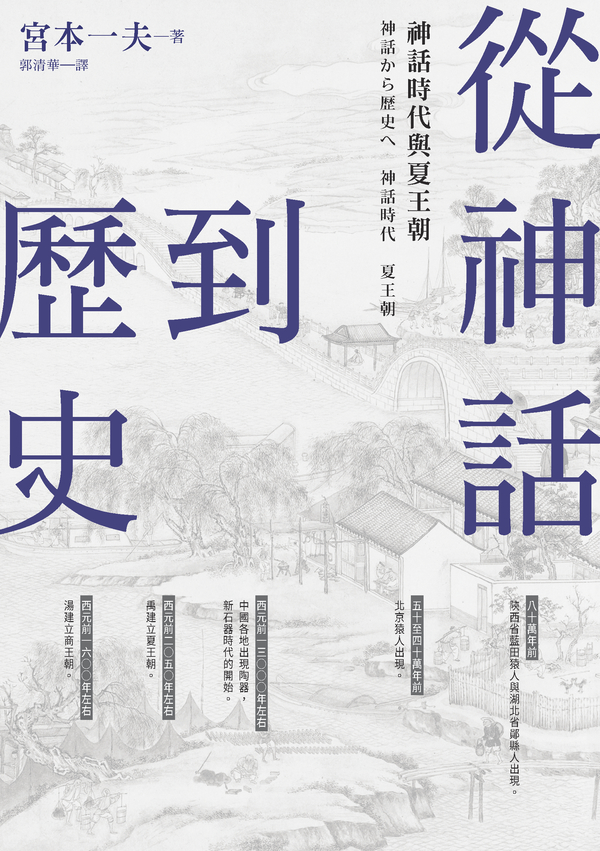 宮本一夫—著
郭清華—譯
從神話
到
歷史
神話時代與夏王朝
神話から歴史へ　神話時代　夏王朝
八十萬年前
陝西省藍田猿人與湖北省鄖縣人出現。
五十至四十萬年前
北京猿人出現。
西元前一三〇〇〇年左右
中國各地出現陶器，
新石器時代的開始。
西元前二〇五〇年左右
禹建立夏王朝。
西元前一六〇〇年左右
湯建立商王朝。